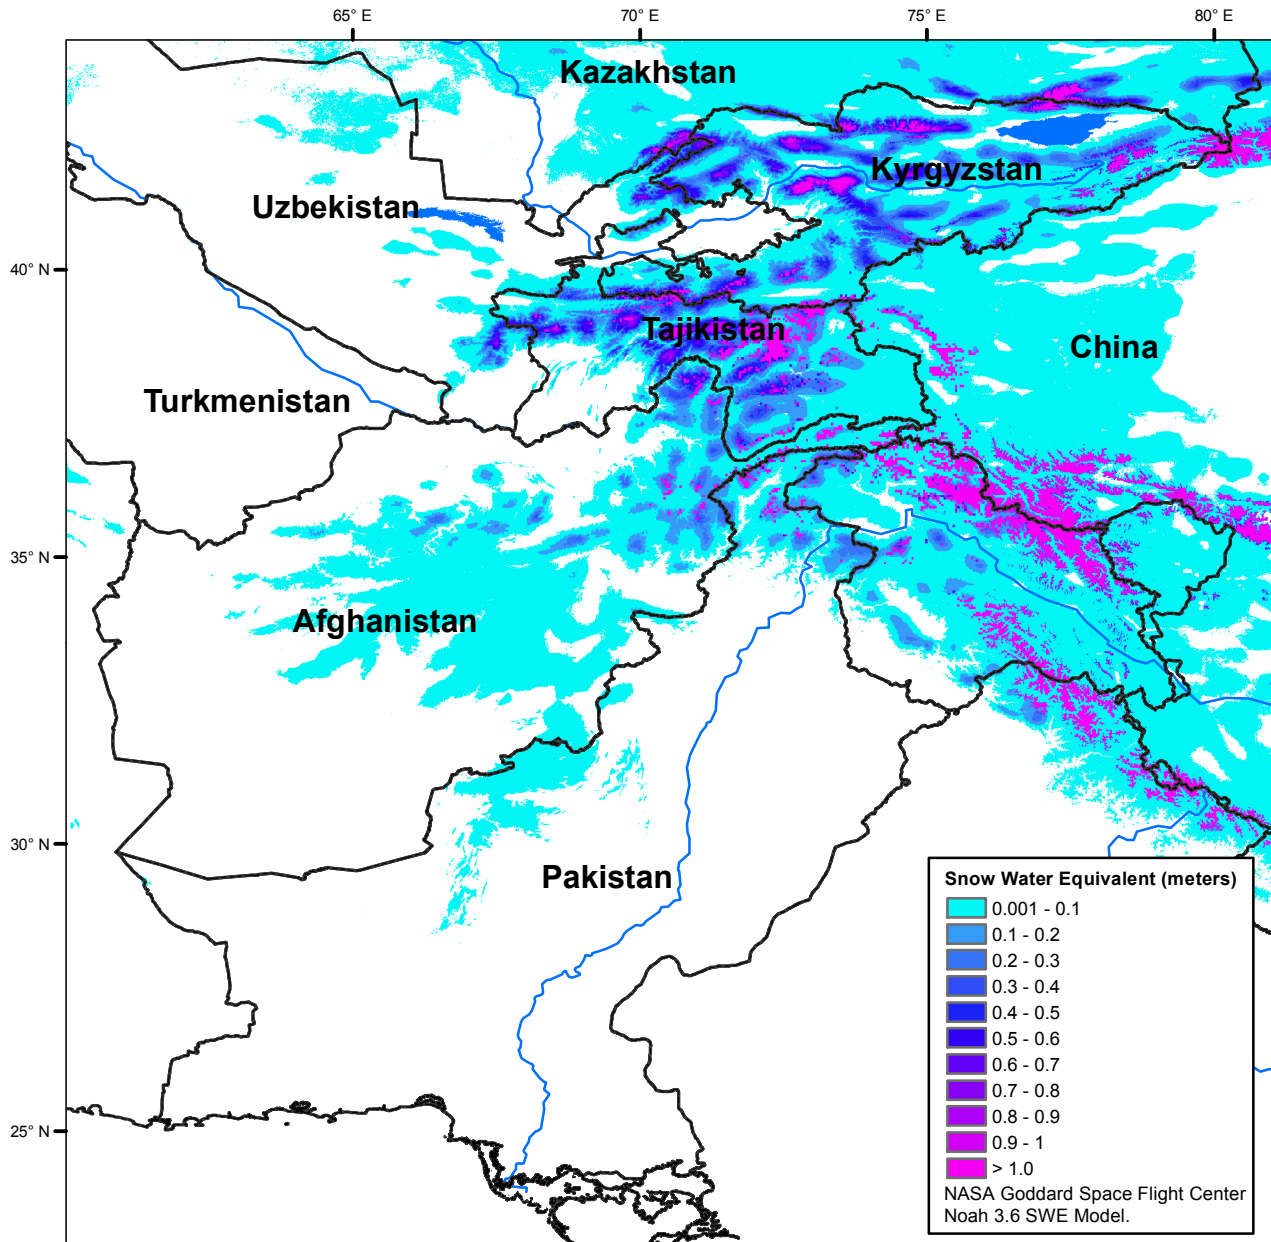 65° E
70° E
75° E
80° E
Kazakhstan
Kyrgyzstan
Uzbekistan
40° N
Tajikistan
China
Turkmenistan
35° N
Afghanistan
30° N
Pakistan
25° N
Snow Water Equivalent (meters)
0.001 - 0.1
0.1 - 0.2
0.2 - 0.3
0.3 - 0.4
0.4 - 0.5
0.5 - 0.6
0.6 - 0.7
0.7 - 0.8
0.8 - 0.9
0.9 - 1
> 1.0
NASA Goddard Space Flight Center
Noah 3.6 SWE Model.